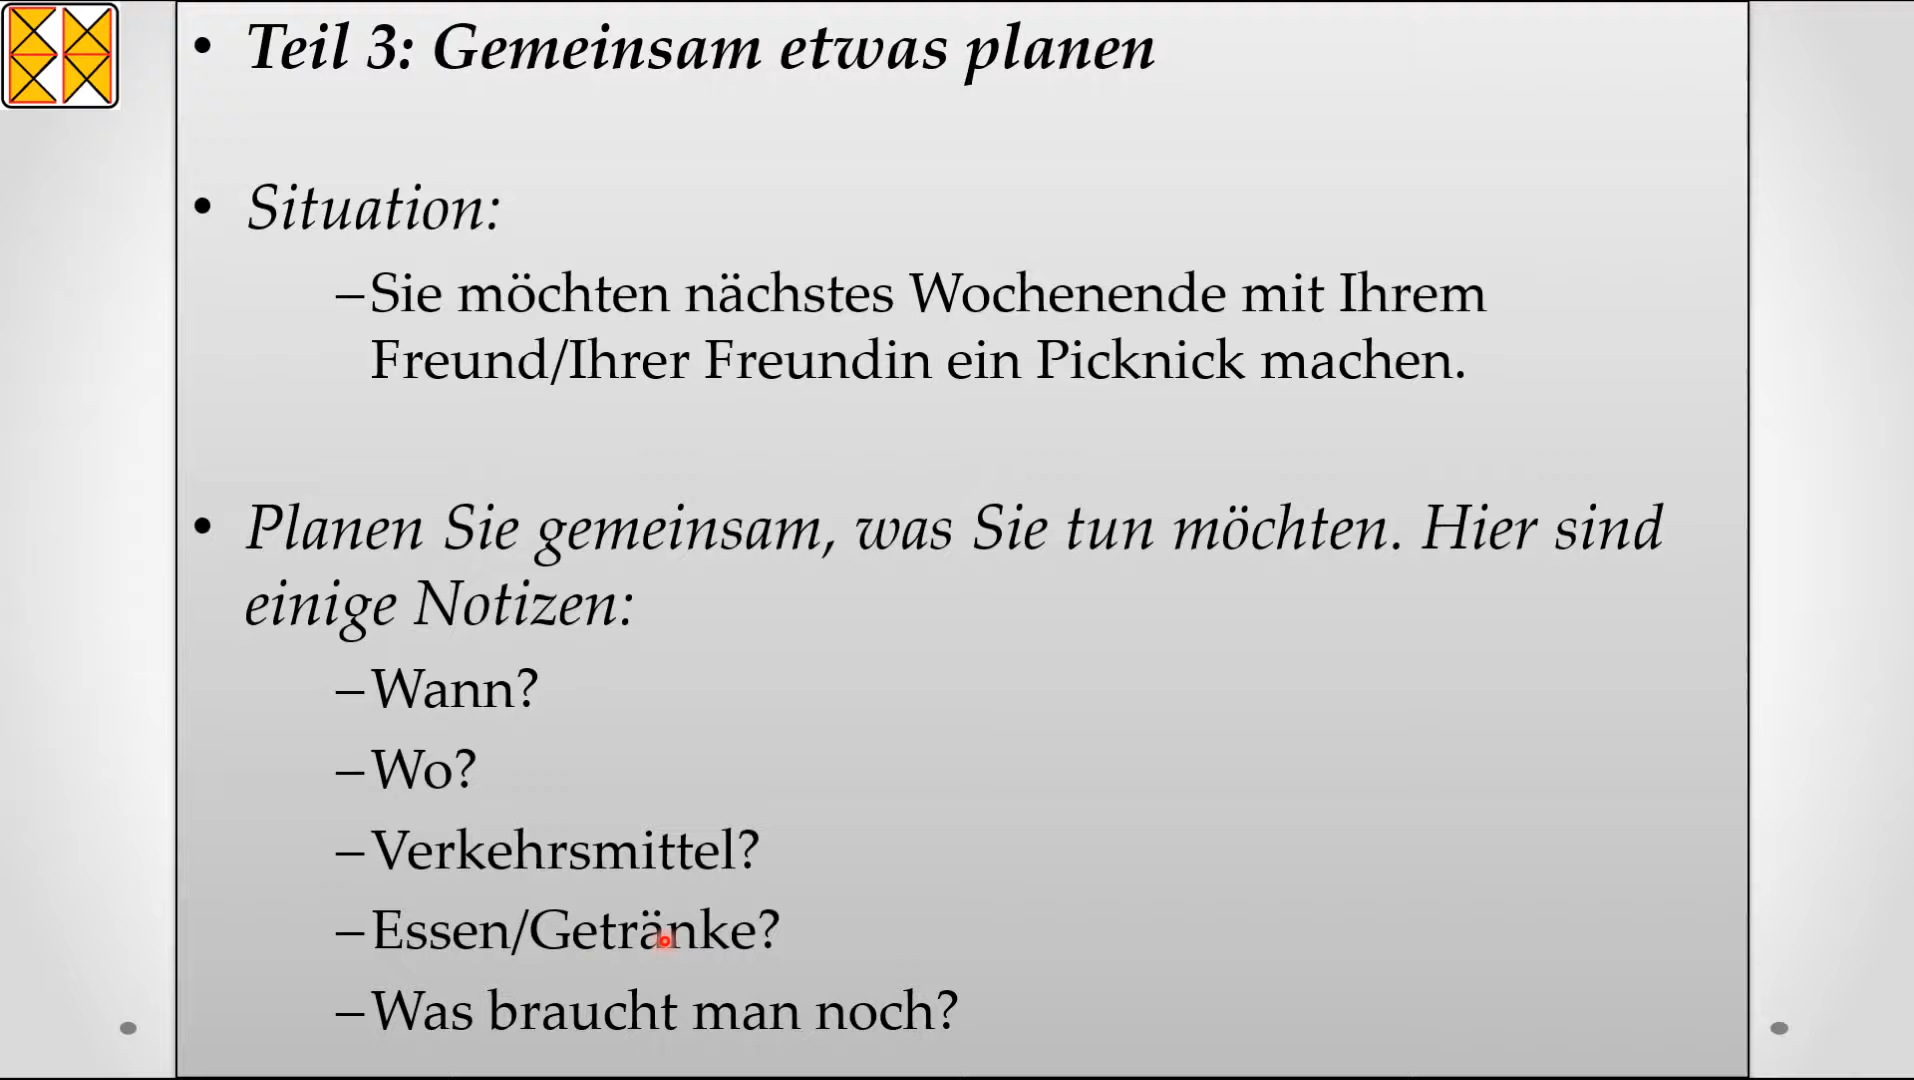 • Teil 3: Gemeinsam etwas planen
• Situation:
–Sie möchten nächstes Wochenende mit Ihrem
Freund/Ihrer Freundin ein Picknick machen.
• Planen Sie gemeinsam, was Sie tun möchten. Hier sind
einige Notizen:
–Wann?
–Wo?
–Verkehrsmittel?
–Essen/Getränke?
–Was braucht man noch?